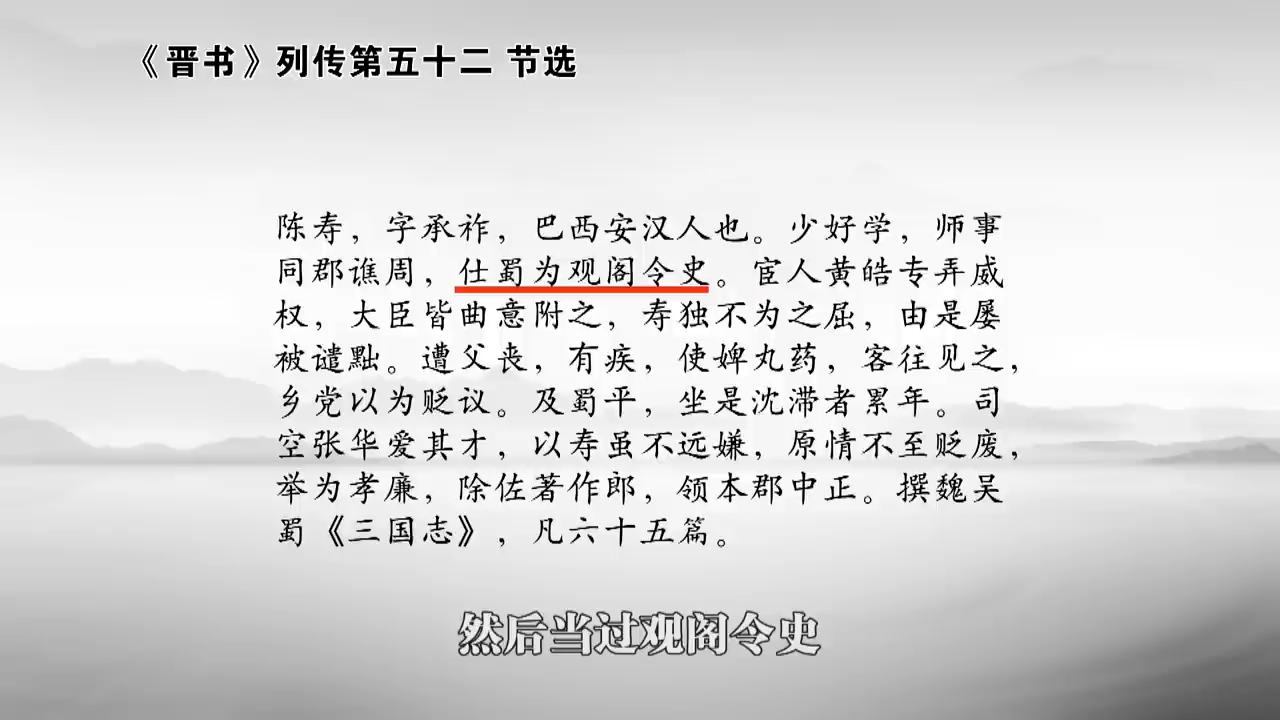 《晋书》列传第五十二 节选
陈寿，字承祚，巴西安汉人也。少好学，师事
同郡谯周，仕蜀为观阁令史。宦人黄皓专弄威
权，大臣皆曲意附之，寿独不为之屈，由是屡
被谴黜。遭父丧，有疾，使婢丸药，客往见之，
乡党以为贬议。及蜀平，坐是沈滞者累年。司
空张华爱其才，以寿虽不远嫌，原情不至贬废，
举为孝廉，除佐著作郎，领本郡中正。撰魏吴
蜀《三国志》，凡六十五篇。
然后当过观阁令史